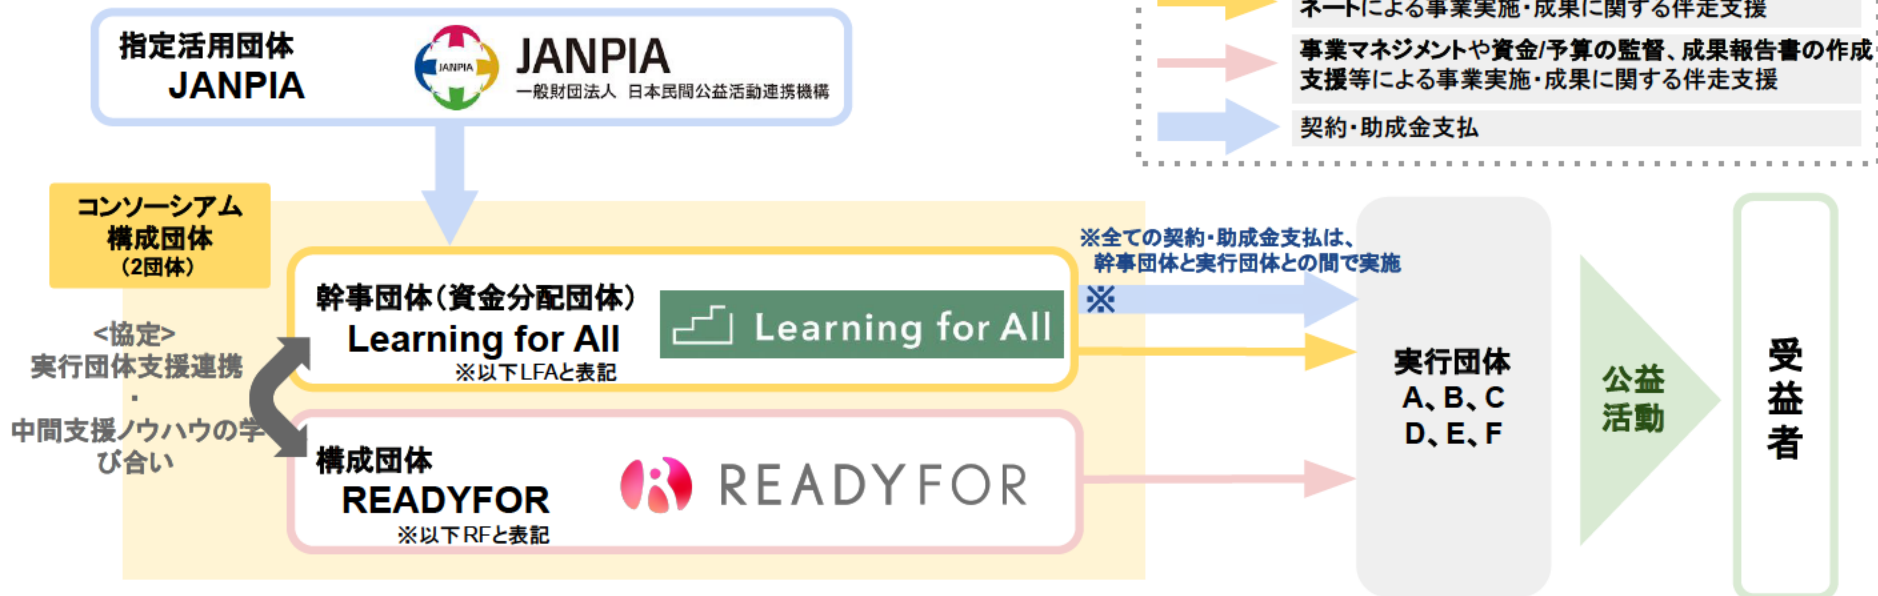 ネートによる事業実施・成果に関する伴走支援
事業マネジメントや資金/予算の監督、成果報告書の作成
支援等による事業実施・成果に関する伴走支援
契約・助成金支払
指定活用団体
JANPIA
JANPIA
JANPIA
一般財団法人 日本民間公益活動連携機構
コンソーシアム
構成団体
（2団体）
<協定>
実行団体支援連携
・
中間支援ノウハウの学
び合い
幹事団体（資金分配団体）
Learning for All
※以下LFAと表記
Learning for All
構成団体
READYFOR
※以下RFと表記
READYFOR
※全ての契約・助成金支払は、
幹事団体と実行団体との間で実施
※
実行団体
A、B、C
D、E、F
公益
活動
受益者